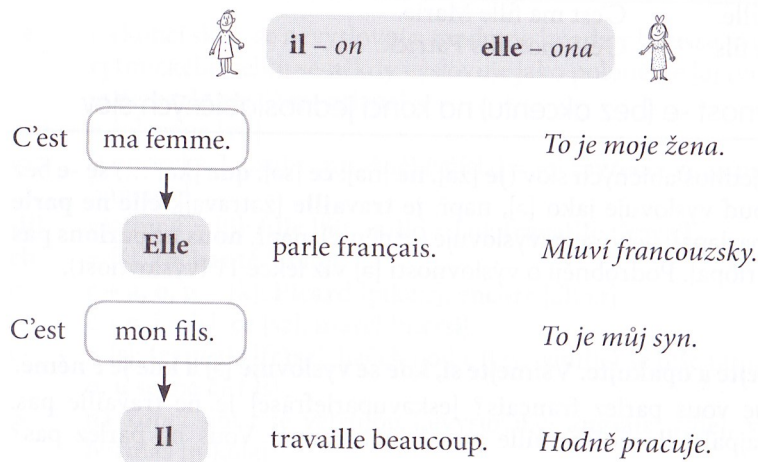 il – on elle – ona
C'est ma femme. To je moje žena.
Elle parle français. Mluví francouzsky.
C'est mon fils. To je můj syn.
Il travaille beaucoup. Hodně pracuje.